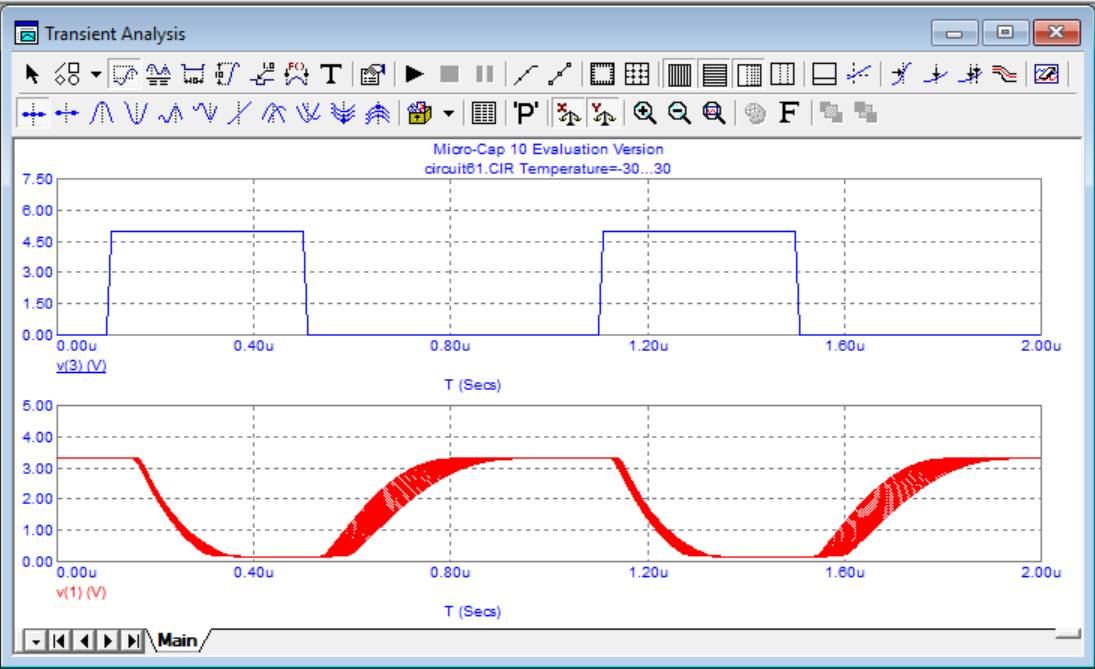 Transient Analysis
T
'P'
F
Micro-Cap 10 Evaluation Version
circuit61.CIR Temperature=-30...30
7.50
6.00
4.50
3.00
1.50
0.00
0.00u 0.40u 0.80u 1.20u 1.60u 2.00u
v(3) (V)
T (Secs)
5.00
4.00
3.00
2.00
1.00
0.00
0.00u 0.40u 0.80u 1.20u 1.60u 2.00u
v(1) (V)
T (Secs)
Main